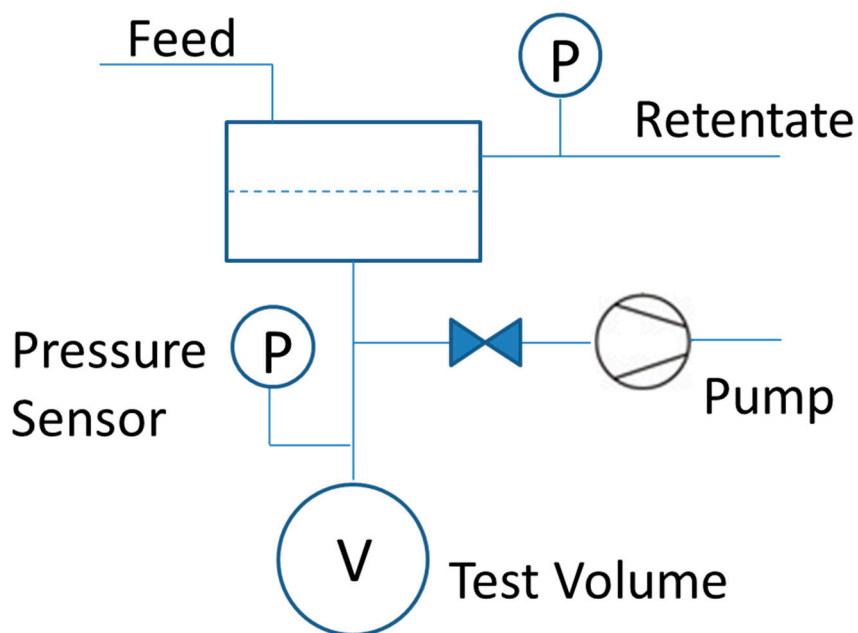 Feed
P
Retentate
Pressure
Sensor
P
Pump
V
Test Volume